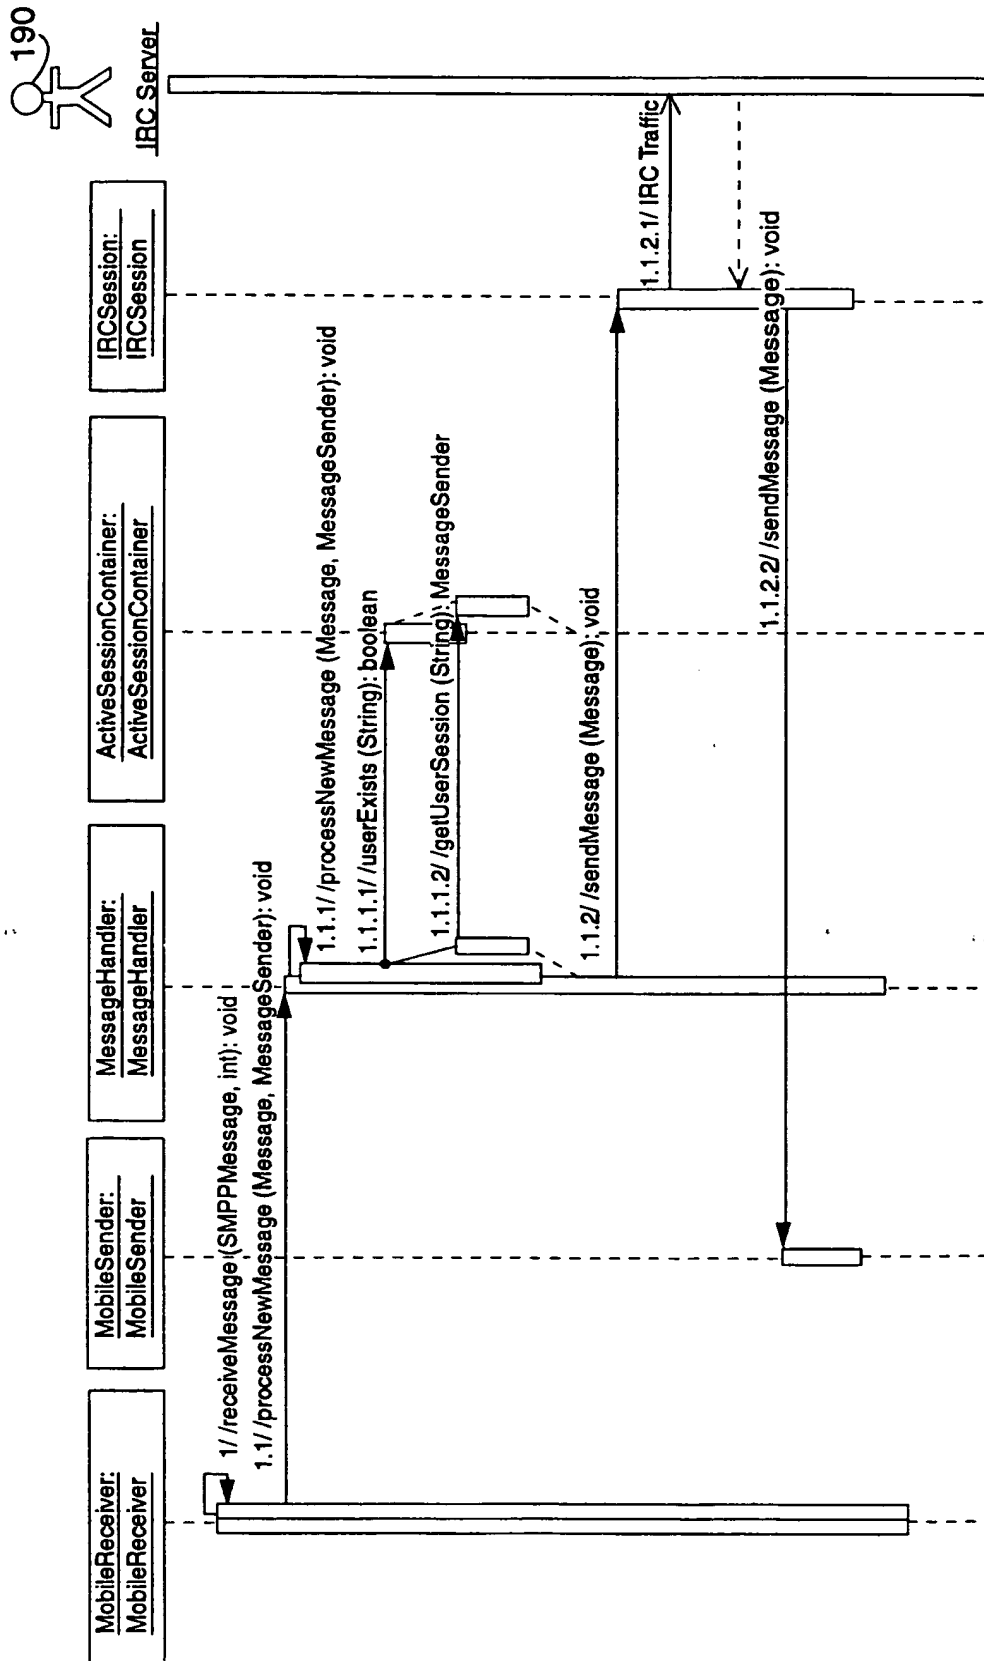 MobileReceiver:
MobileReceiver
MobileSender:
MobileSender
MessageHandler:
MessageHandler
ActiveSessionContainer:
ActiveSessionContainer
IRCSession:
IRCSession
190
IRC Server
1/ /receiveMessage (SMPPMessage, int): void
1.1/ /processNewMessage (Message, MessageSender): void
1.1.1/ /processNewMessage (Message, MessageSender): void
1.1.1.1/ /userExists (String): boolean
1.1.1.2/ /getUserSession (String): MessageSender
1.1.2/ /sendMessage (Message): void
1.1.2.1/ IRC Traffic
1.1.2.2/ /sendMessage (Message): void